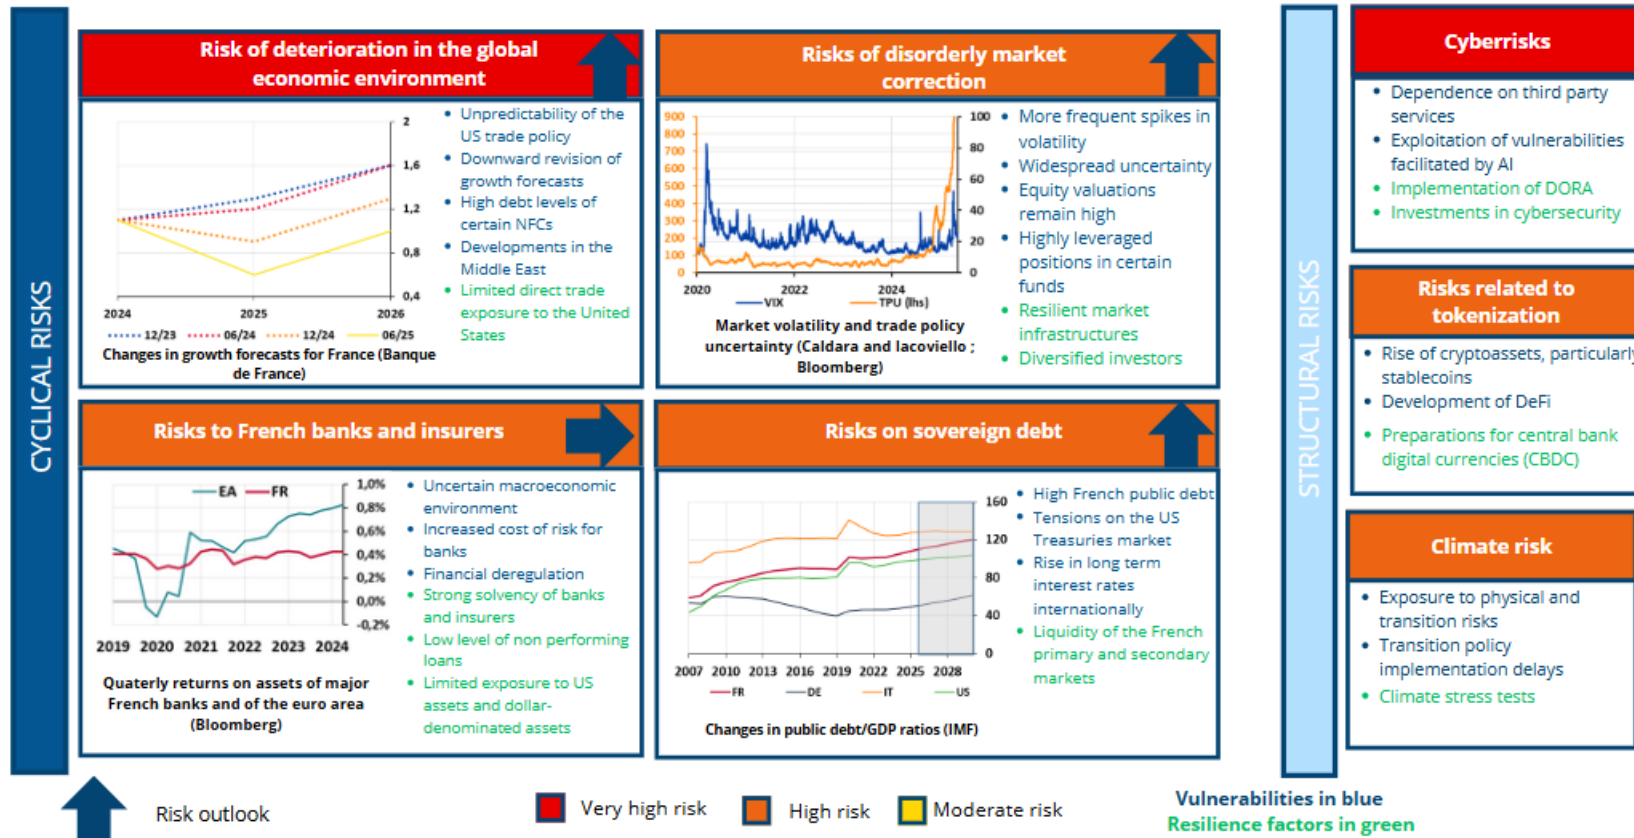 CYCLICAL RISKS
Risk of deterioration in the global
economic environment
2
1,6
1,2
0,8
0,4
2024
2025
2026
12/23
06/24
12/24
06/25
Changes in growth forecasts for France (Banque
de France)
• Unpredictability of the
US trade policy
• Downward revision of
growth forecasts
• High debt levels of
certain NFCs
• Developments in the
Middle East
• Limited direct trade
exposure to the United
States
Risks of disorderly market
correction
900
800
700
600
500
400
300
200
100
0
100
80
60
40
20
0
2020
2022
2024
VIX
TPU (lhs)
Market volatility and trade policy
uncertainty (Caldara and Iacoviello ;
Bloomberg)
• More frequent spikes in
volatility
• Widespread uncertainty
• Equity valuations
remain high
• Highly leveraged
positions in certain
funds
• Resilient market
infrastructures
• Diversified investors
Risks to French banks and insurers
EA
FR
1,0%
0,8%
0,6%
0,4%
0,2%
0,0%
-0,2%
2019 2020 2021 2022 2023 2024
Quaterly returns on assets of major
French banks and of the euro area
(Bloomberg)
• Uncertain macroeconomic
environment
• Increased cost of risk for
banks
• Financial deregulation
• Strong solvency of banks
and insurers
• Low level of non performing
loans
• Limited exposure to US
assets and dollar-
denominated assets
Risks on sovereign debt
160
120
80
40
0
2007 2010 2013 2016 2019 2022 2025 2028
FR
DE
IT
US
Changes in public debt/GDP ratios (IMF)
• High French public debt
• Tensions on the US
Treasuries market
• Rise in long term
interest rates
internationally
• Liquidity of the French
primary and secondary
markets
STRUCTURAL RISKS
Cyberrisks
• Dependence on third party
services
• Exploitation of vulnerabilities
facilitated by AI
• Implementation of DORA
• Investments in cybersecurity
Risks related to
tokenization
• Rise of cryptoassets, particularly
stablecoins
• Development of DeFi
• Preparations for central bank
digital currencies (CBDC)
Climate risk
• Exposure to physical and
transition risks
• Transition policy
implementation delays
• Climate stress tests
Risk outlook
Very high risk
High risk
Moderate risk
Vulnerabilities in blue
Resilience factors in green